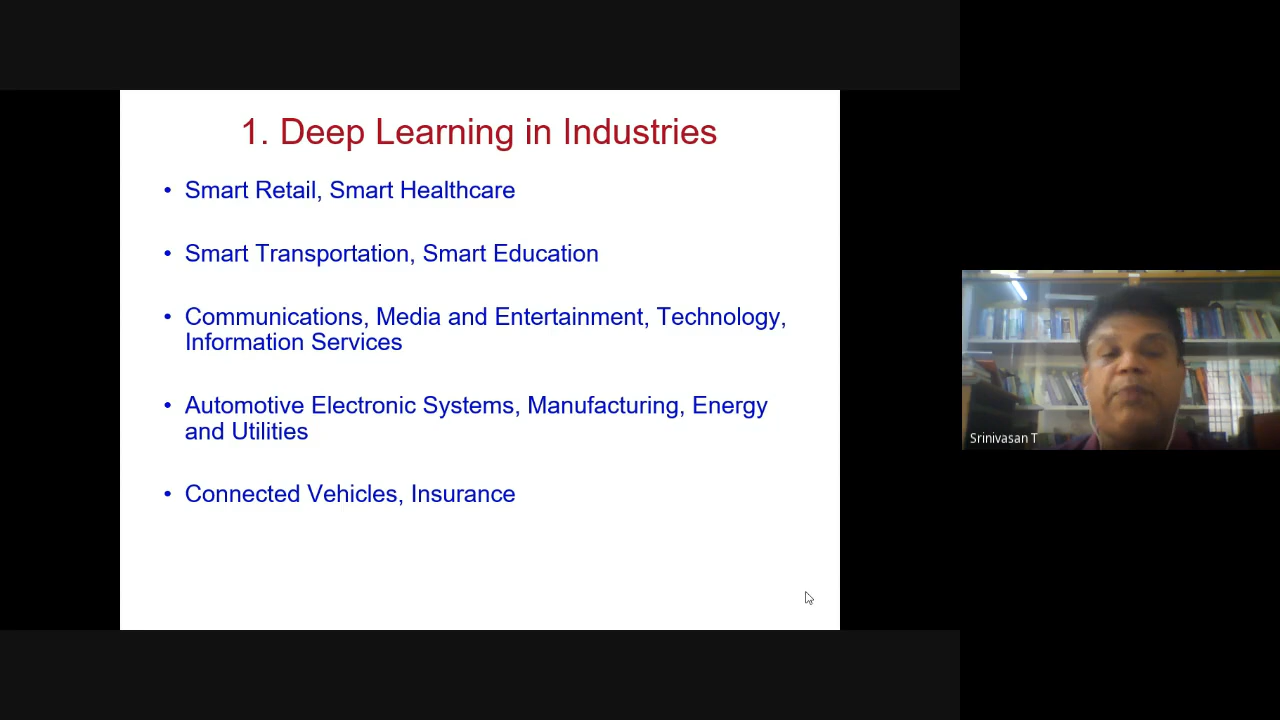 1. Deep Learning in Industries
• Smart Retail, Smart Healthcare
• Smart Transportation, Smart Education
• Communications, Media and Entertainment, Technology,
Information Services
• Automotive Electronic Systems, Manufacturing, Energy
and Utilities
• Connected Vehicles, Insurance
Srinivasan T